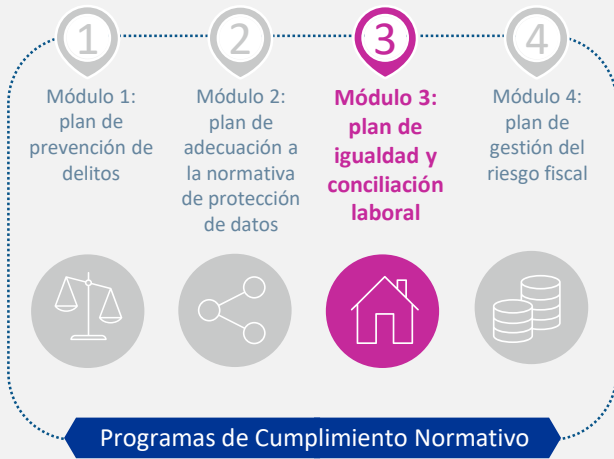 1
Módulo 1:
plan de
prevención de
delitos
2
Módulo 2:
plan de
adecuación a
la normativa
de protección
de datos
3
Módulo 3:
plan de
igualdad y
conciliación
laboral
4
Módulo 4:
plan de
gestión del
riesgo fiscal
Programas de Cumplimiento Normativo